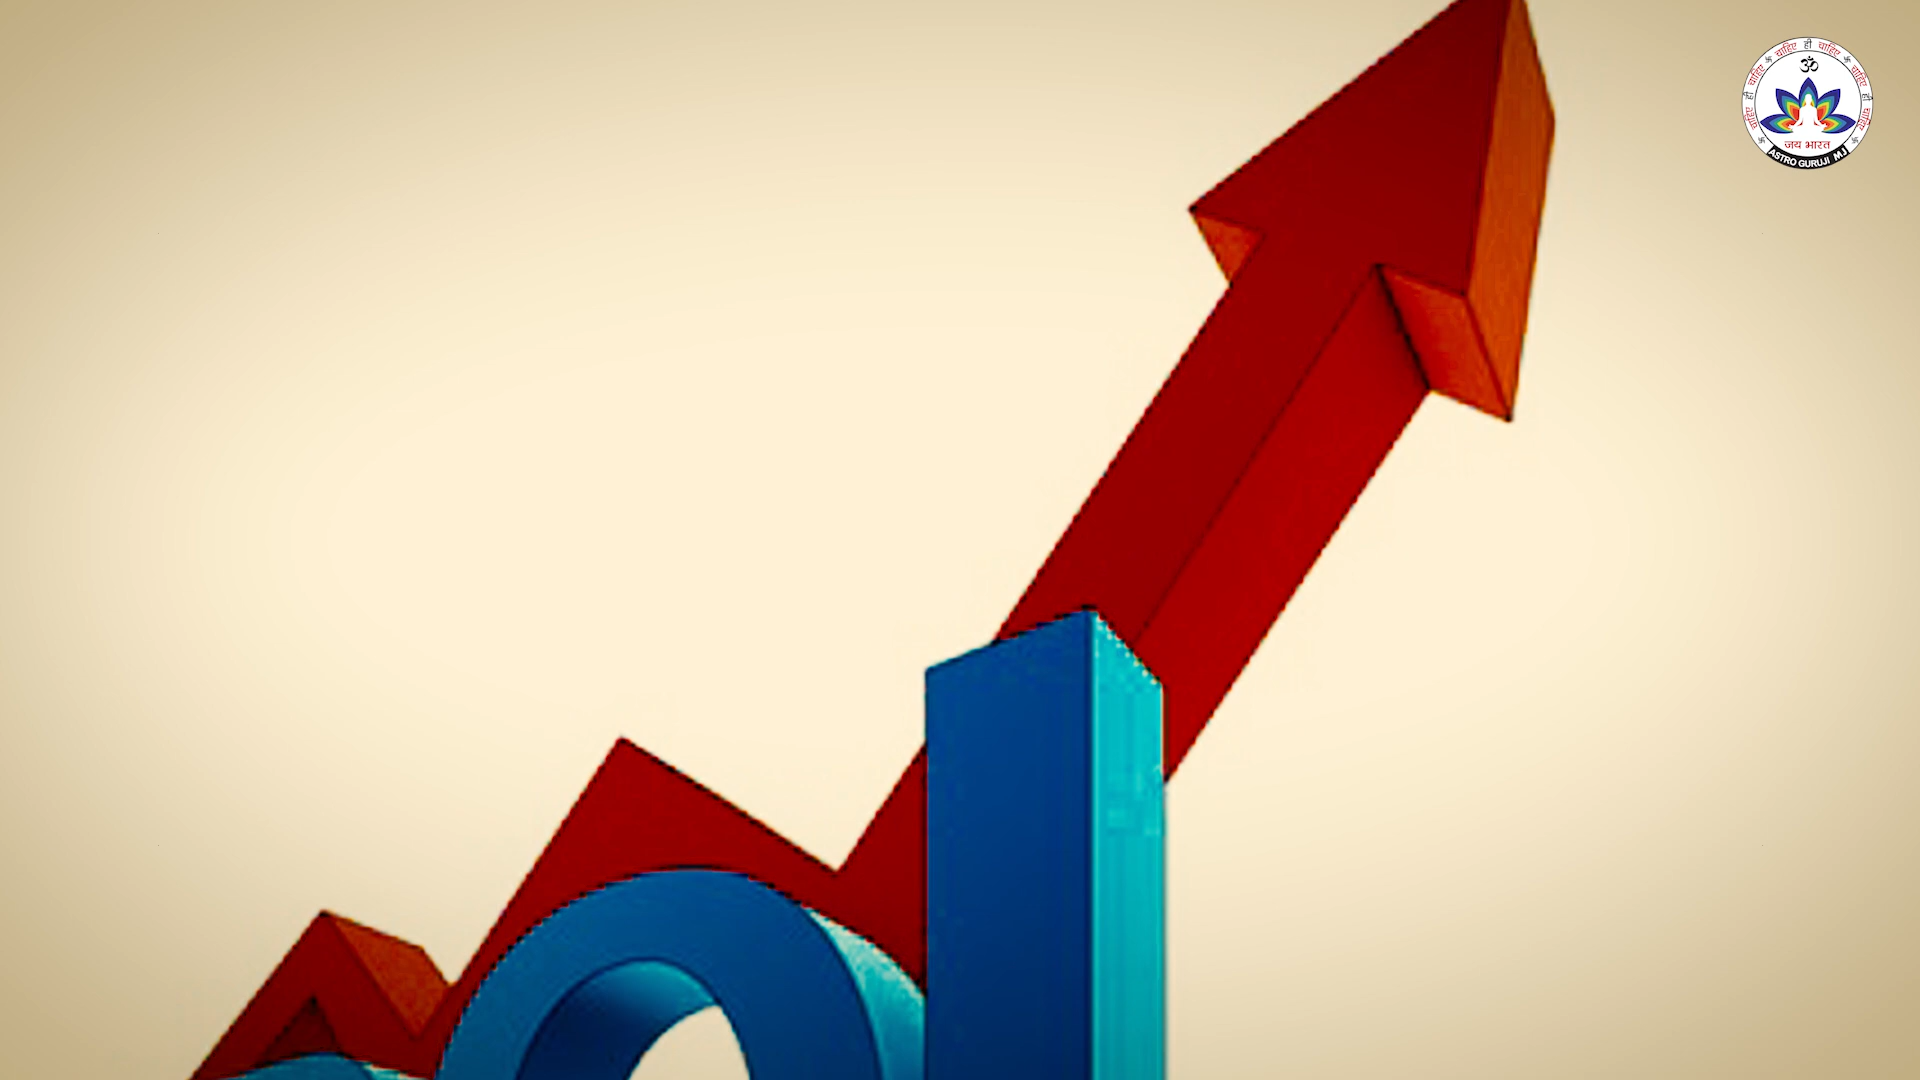 चाहिए ही चाहिए चाहिए ही चाहिए चाहिए ही चाहिए
ॐ
जय भारत
ASTRO GURUJI MJ